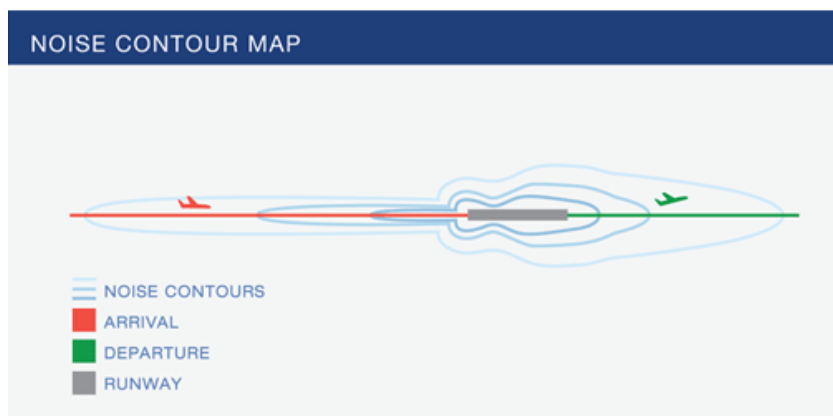 NOISE CONTOUR MAP
NOISE CONTOURS
ARRIVAL
DEPARTURE
RUNWAY